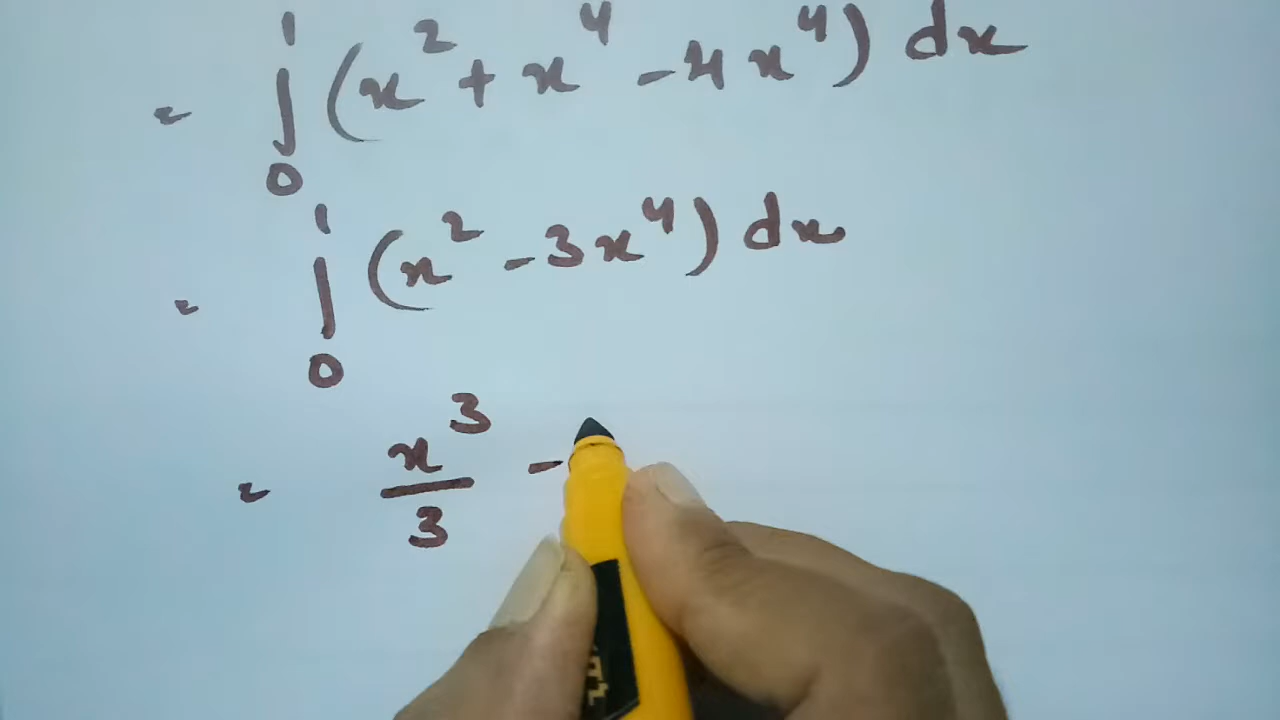 = ∫₀¹ (x² + x⁴ - 4x⁴) dx
= ∫₀¹ (x² - 3x⁴) dx
= x³/3 -